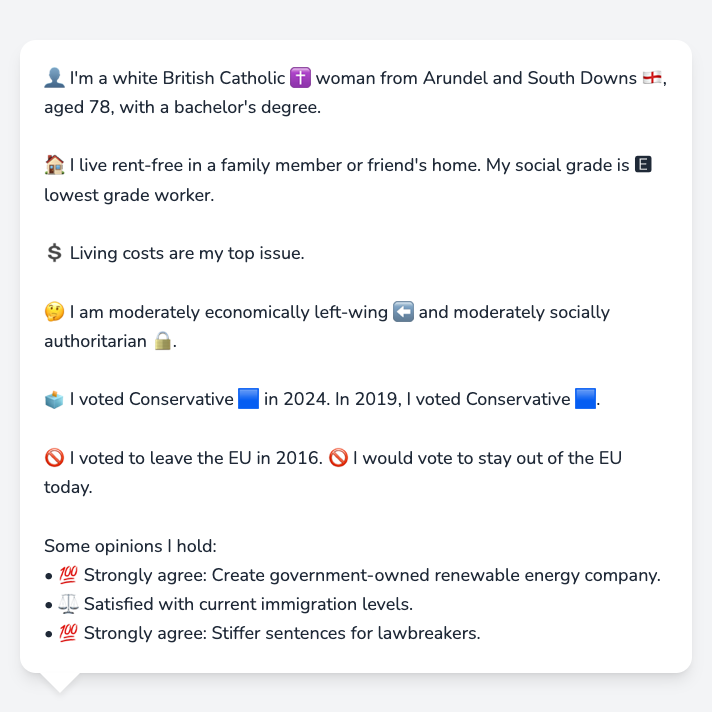 👤 I'm a white British Catholic ✝️ woman from Arundel and South Downs 🏴󠁧󠁢󠁥󠁮󠁧󠁿,
aged 78, with a bachelor's degree.
🏠 I live rent-free in a family member or friend's home. My social grade is 🅴
lowest grade worker.
💲 Living costs are my top issue.
🤔 I am moderately economically left-wing ⬅️ and moderately socially
authoritarian 🔒.
🗳️ I voted Conservative 🟦 in 2024. In 2019, I voted Conservative 🟦.
🚫 I voted to leave the EU in 2016. 🚫 I would vote to stay out of the EU
today.
Some opinions I hold:
• 💯 Strongly agree: Create government-owned renewable energy company.
• ⚖️ Satisfied with current immigration levels.
• 💯 Strongly agree: Stiffer sentences for lawbreakers.